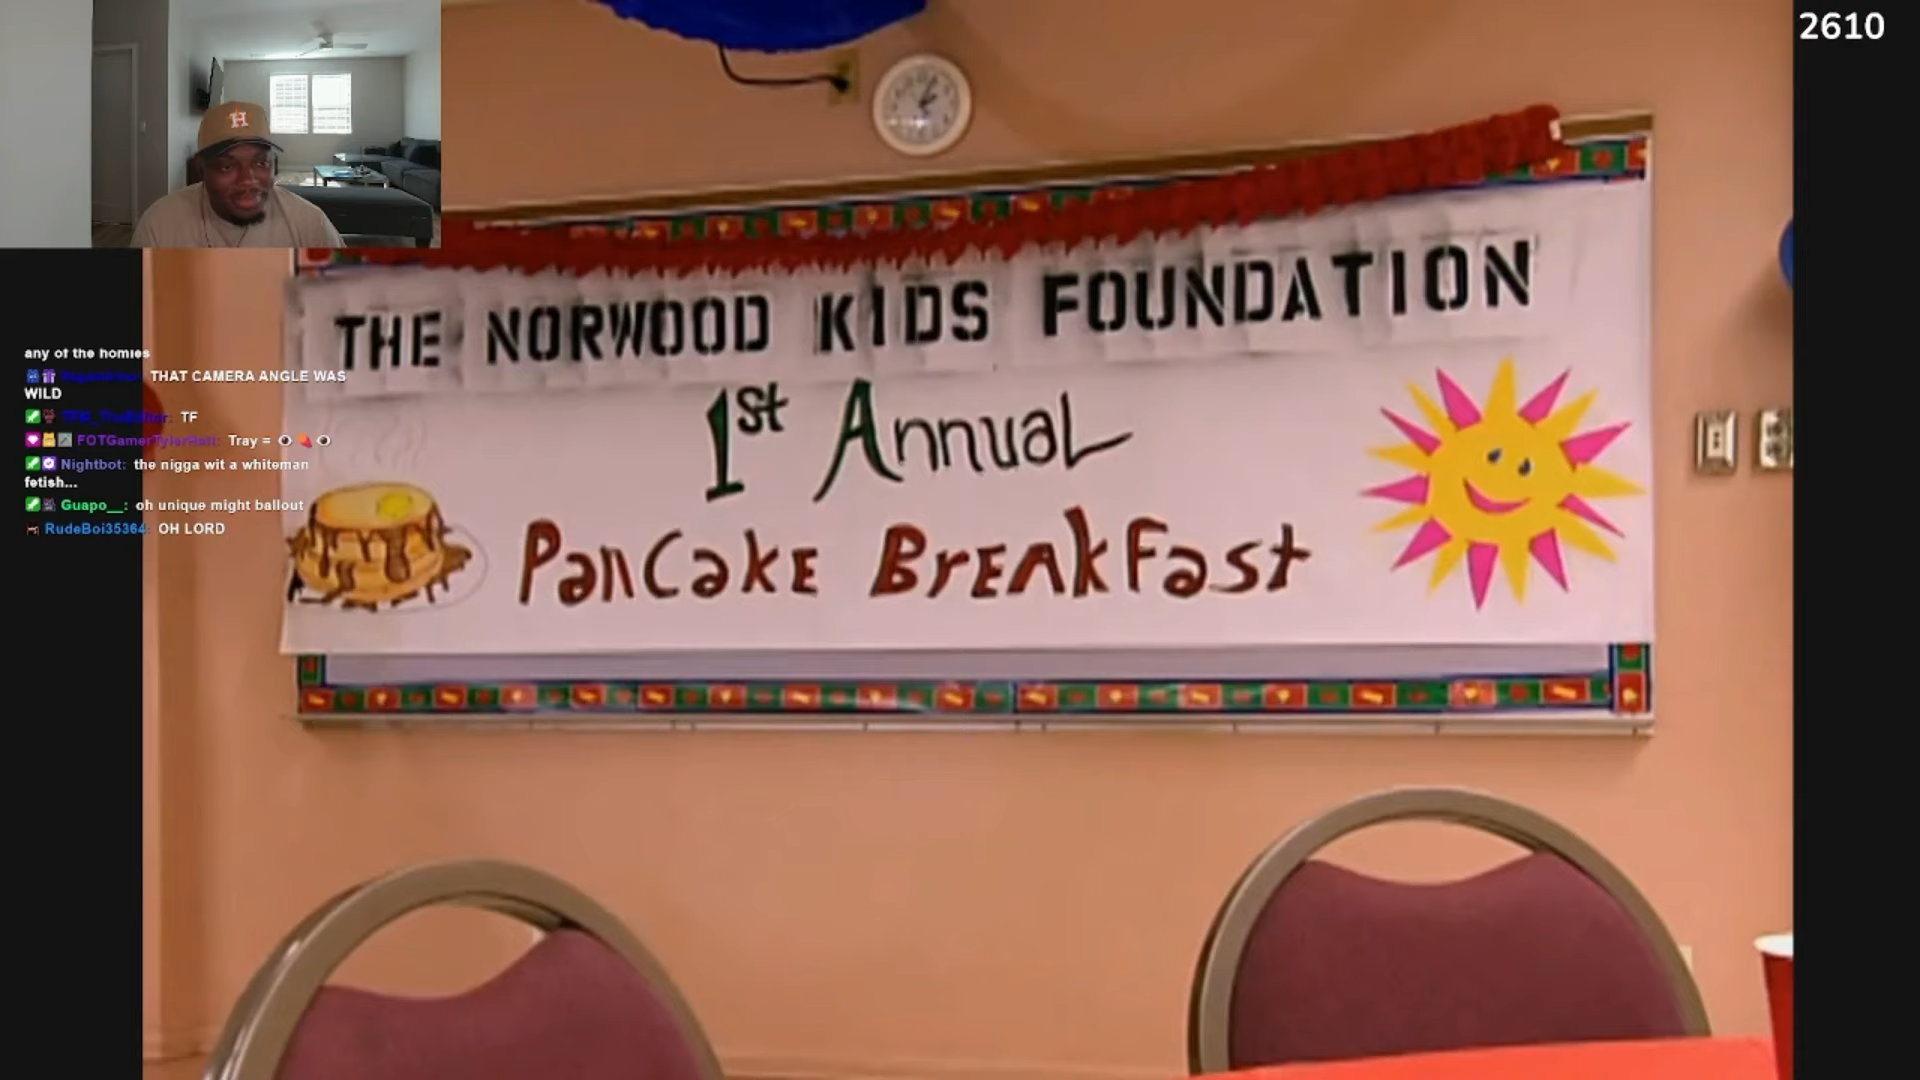 2610
H
THE NORWOOD KIDS FOUNDATION
1st Annual
PanCake BreakFast
any of the homies
THAT CAMERA ANGLE WAS
WILD
TF
FOTGamerTylerHall: Tray =
Nightbot: the nigga wit a whiteman
fetish...
Guapo__: oh unique might ballout
RudeBoi35364: OH LORD